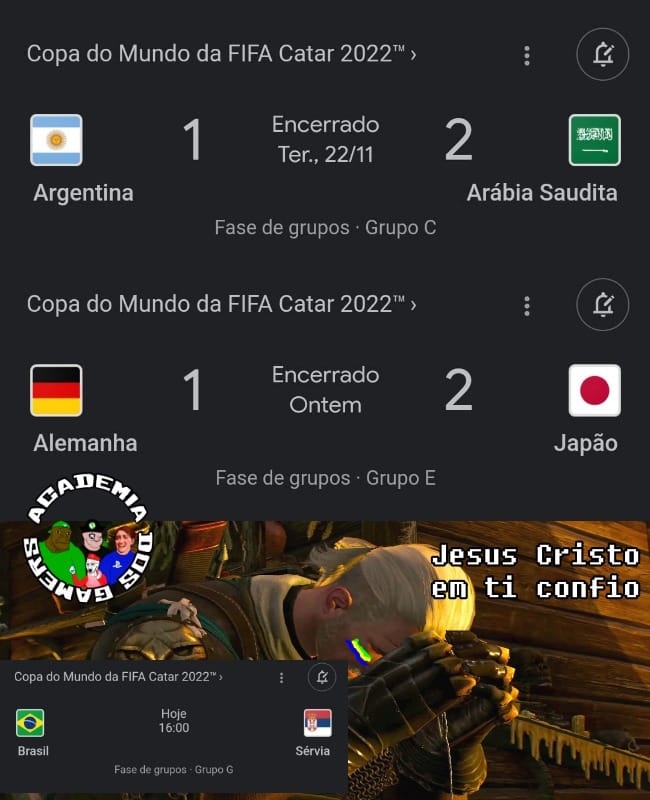 Copa do Mundo da FIFA Catar 2022™ ›
1 Encerrado 2
Ter., 22/11
Argentina Arábia Saudita
Fase de grupos · Grupo C
Copa do Mundo da FIFA Catar 2022™ ›
1 Encerrado 2
Ontem
Alemanha Japão
Fase de grupos · Grupo E
ACADEMIA DOS GAMERS
Jesus Cristo
em ti confio
Copa do Mundo da FIFA Catar 2022™ ›
Hoje
16:00
Brasil Sérvia
Fase de grupos · Grupo G